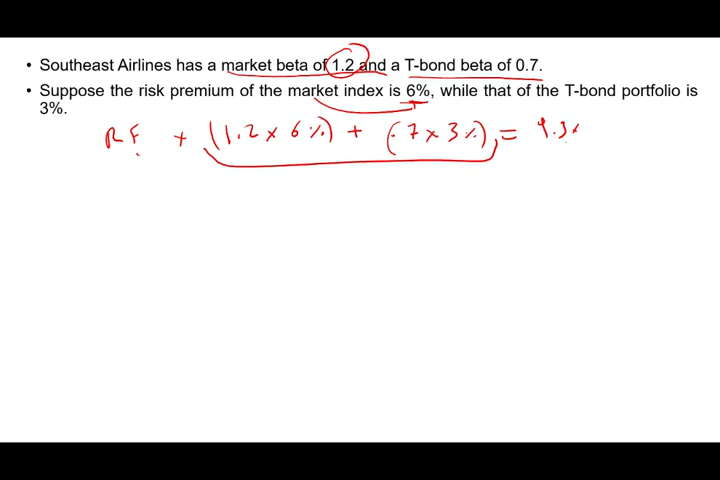 • Southeast Airlines has a market beta of 1.2 and a T-bond beta of 0.7.
• Suppose the risk premium of the market index is 6%, while that of the T-bond portfolio is
3%.
RF + (1.2 x 6%) + (.7 x 3%) = 9.3%